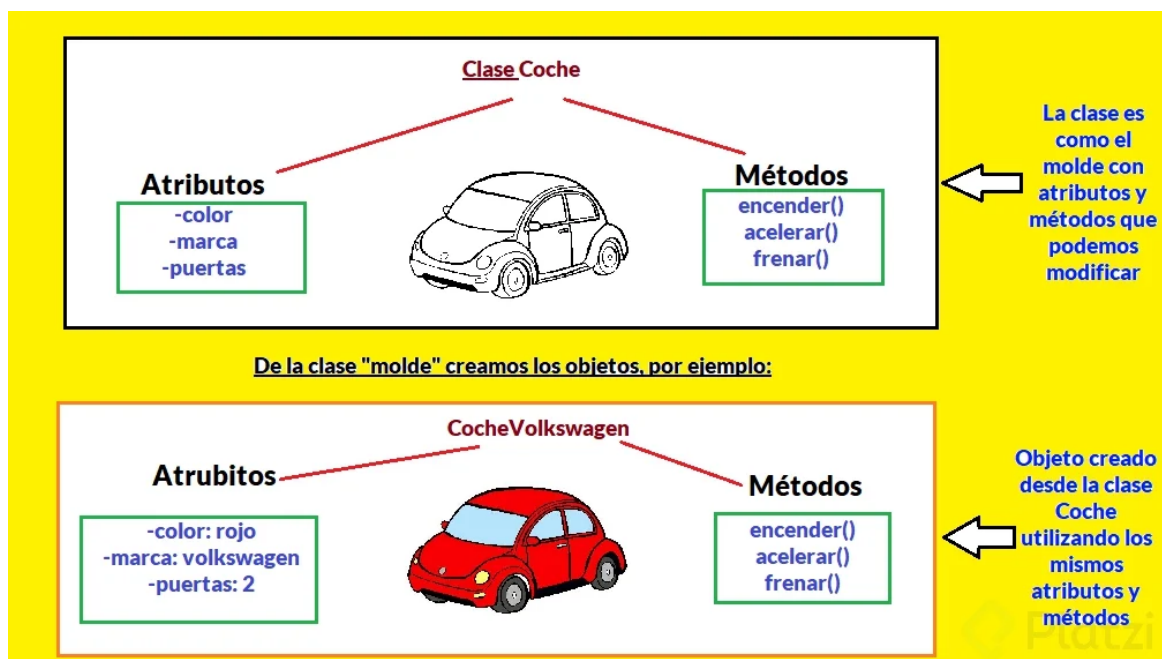 Clase Coche
Atributos
-color
-marca
-puertas
Métodos
encender()
acelerar()
frenar()
La clase es
como el
molde con
atributos y
métodos que
podemos
modificar
De la clase "molde" creamos los objetos, por ejemplo:
CocheVolkswagen
Atrubitos
-color: rojo
-marca: volkswagen
-puertas: 2
Métodos
encender()
acelerar()
frenar()
Objeto creado
desde la clase
Coche
utilizando los
mismos
atributos y
métodos
Platzi